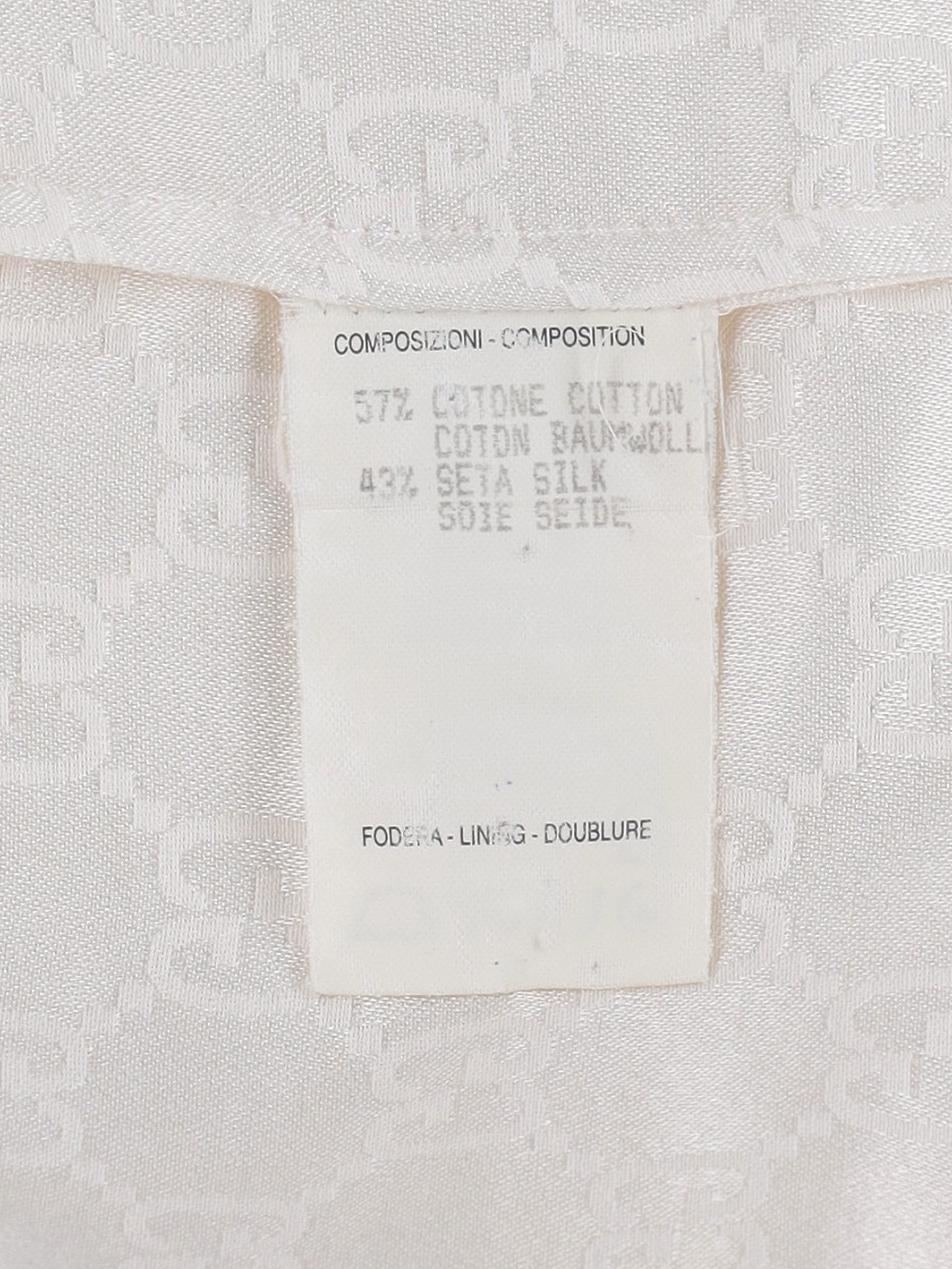 COMPOSIZIONI - COMPOSITION
57% COTONE COTTON
COTON BAUMWOLL
43% SETA SILK
SOIE SEIDE
FODERA - LINING - DOUBLURE